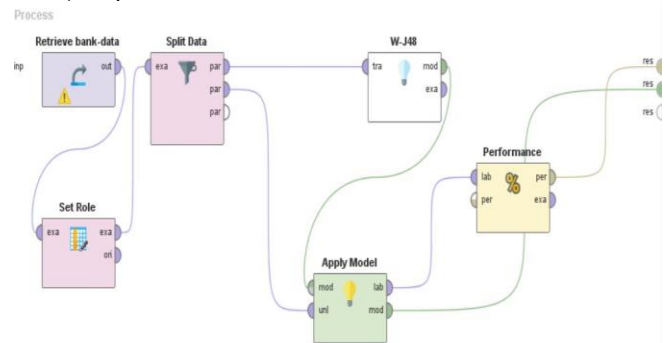 Process
Retrieve bank-data
Split Data
W-J48
inp
out
exa
par
par
par
tra
mod
exa
res
res
res
Set Role
exa
exa
ori
Performance
lab
per
%
per
exa
Apply Model
mod
lab
unl
mod